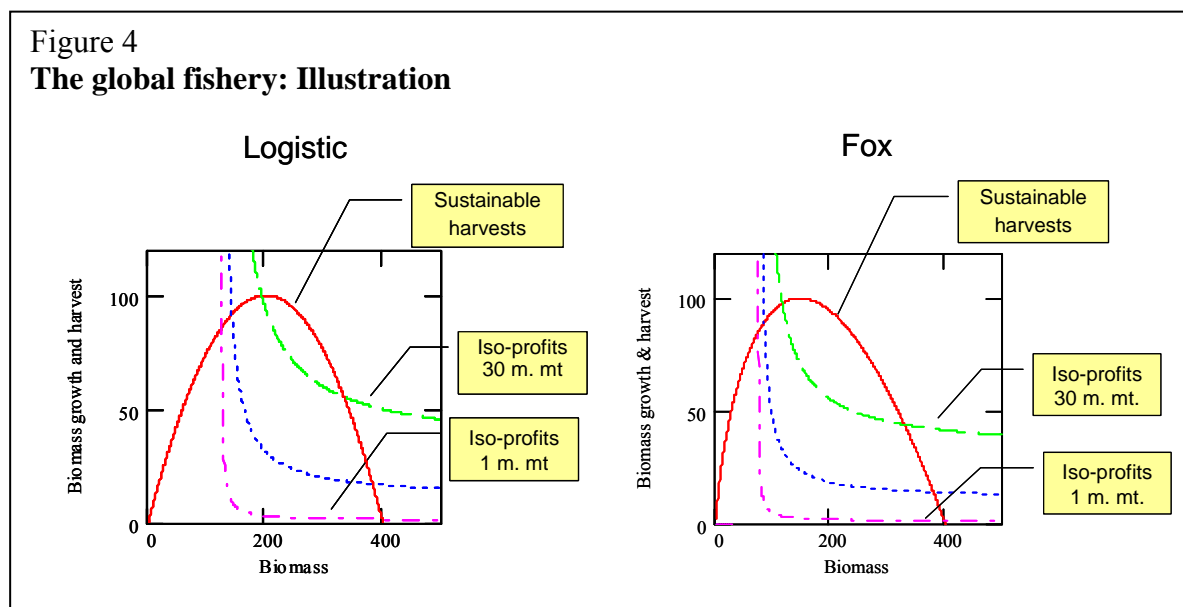 Figure 4
The global fishery: Illustration
Logistic
Sustainable
harvests
Iso-profits
30 m. mt
Iso-profits
1 m. mt
Biomass growth and harvest
100
50
0
0 200 400
Biomass
Fox
Sustainable
harvests
Iso-profits
30 m. mt.
Iso-profits
1 m. mt.
Biomass growth & harvest
100
50
0
0 200 400
Biomass